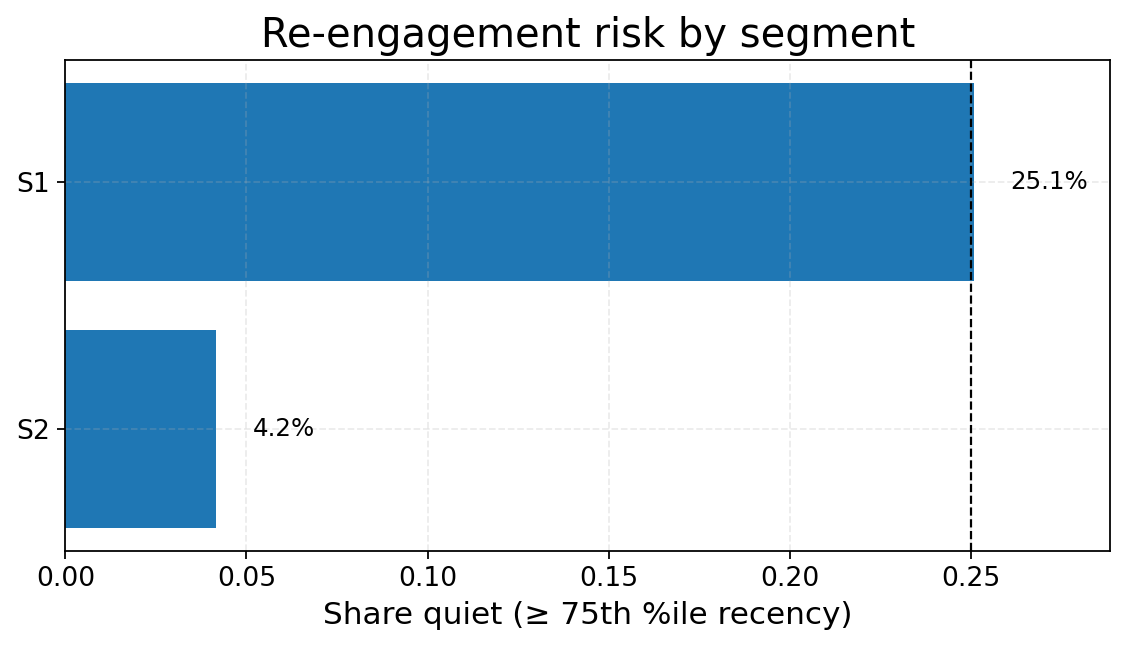 Re-engagement risk by segment
S1
25.1%
S2
4.2%
0.00 0.05 0.10 0.15 0.20 0.25
Share quiet (≥ 75th %ile recency)